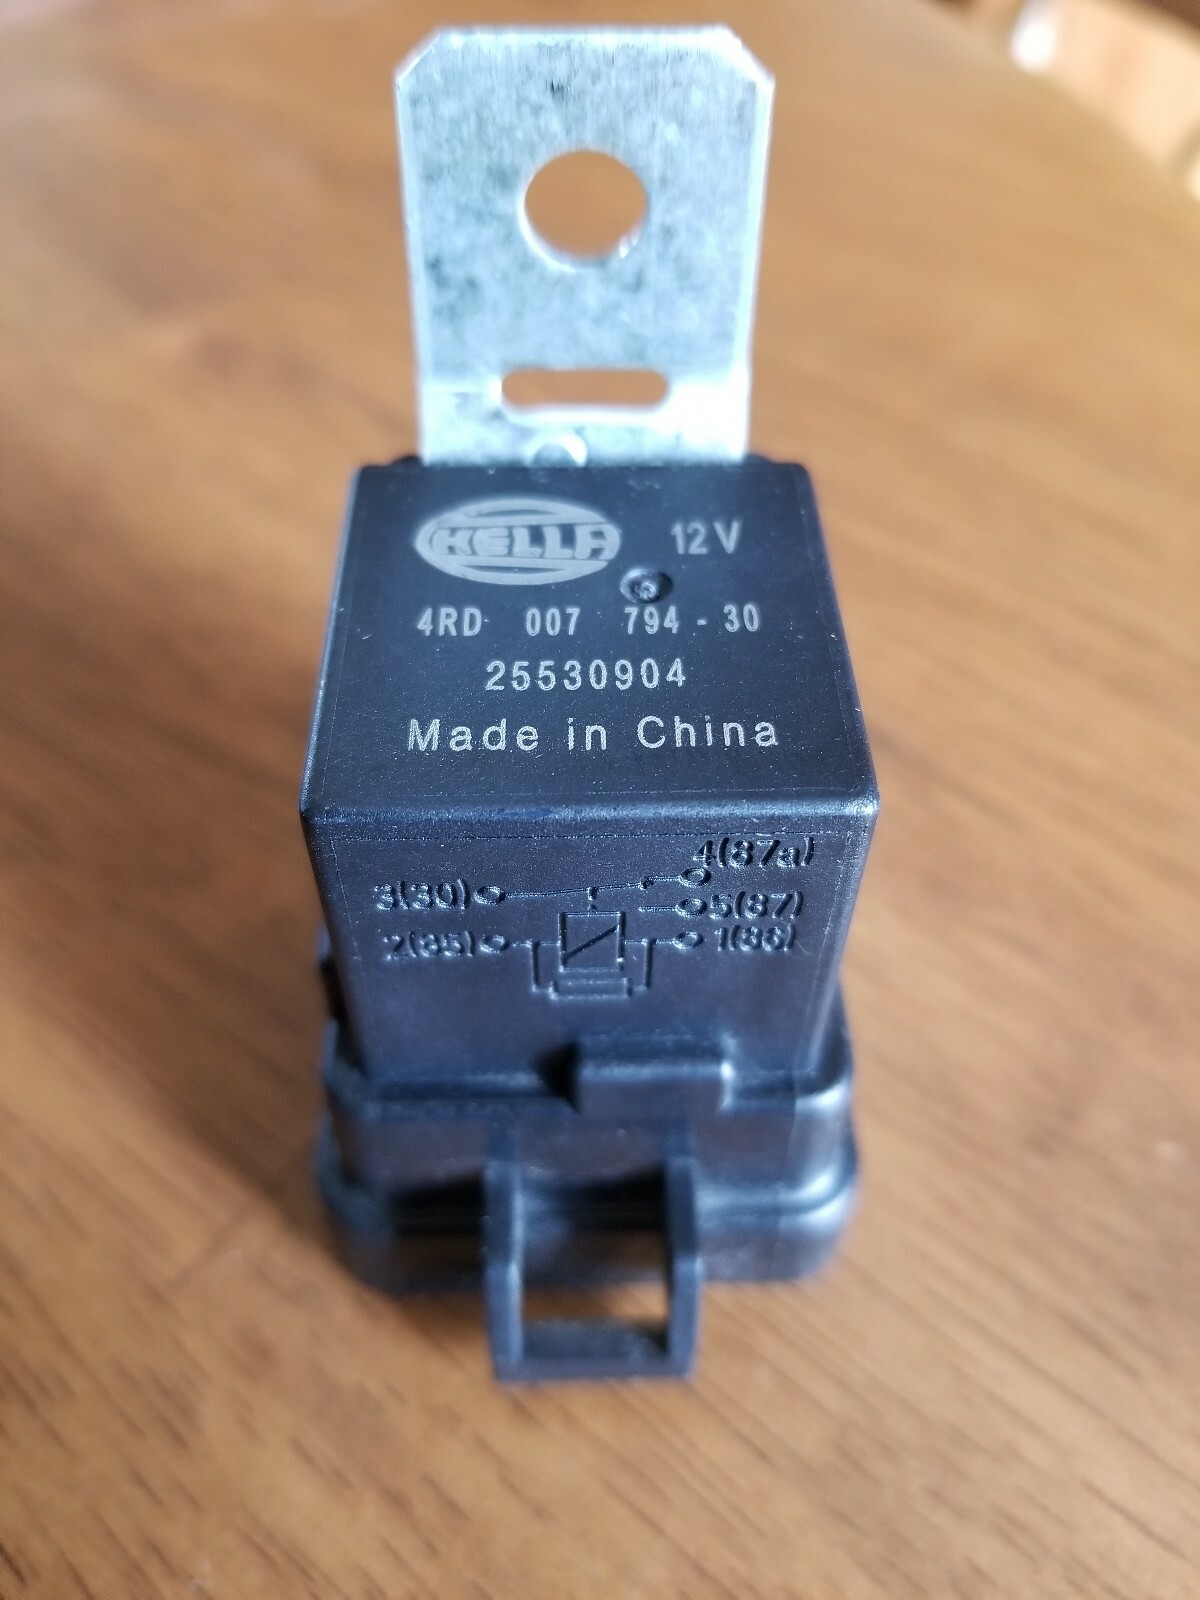 HELLA 12V
4RD 007 794-30
25530904
Made in China
4(87a)
3(30) 5(87)
2(85) 1(86)